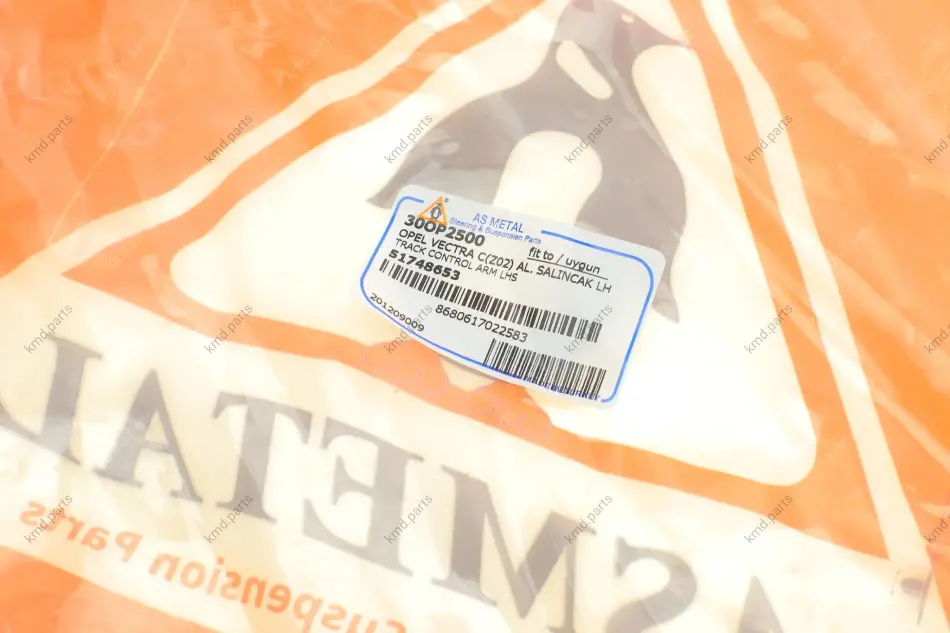 AS METAL
Steering & Suspension Parts
30OP2500
fit to / uygun
OPEL VECTRA C(Z02) AL. SALINCAK LH
TRACK CONTROL ARM LHS
51748653
8680617022583
201209009
ASMETAL
Suspension Parts
kmd.parts